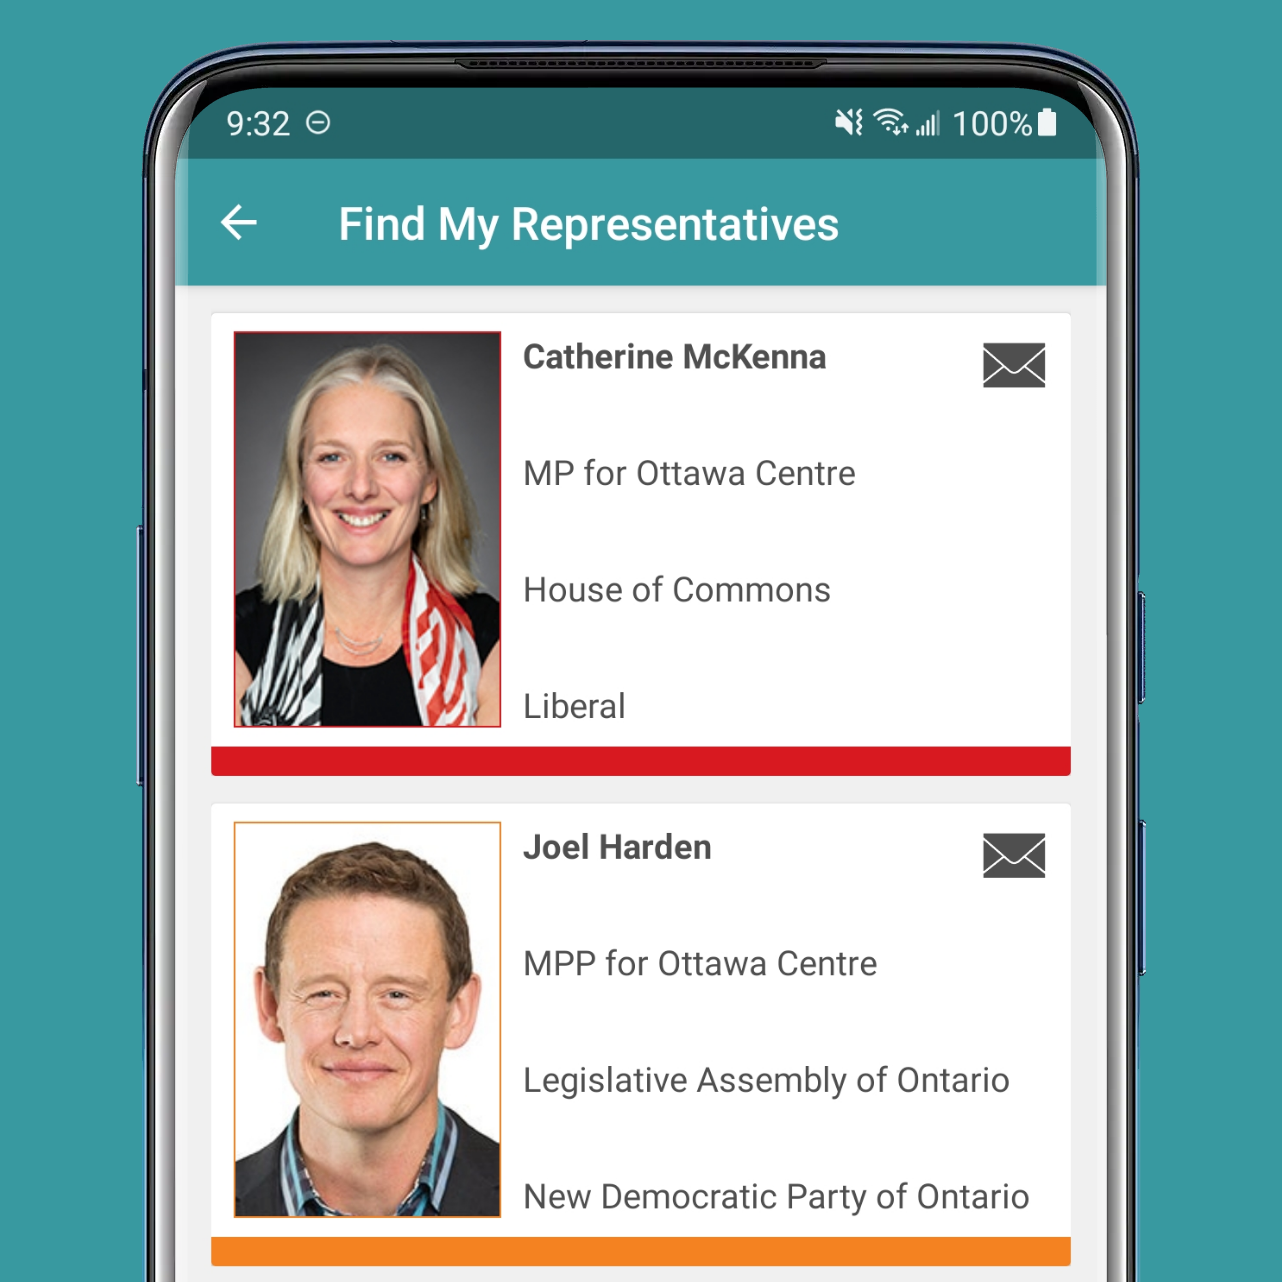 9:32 100%
Find My Representatives
Catherine McKenna
MP for Ottawa Centre
House of Commons
Liberal
Joel Harden
MPP for Ottawa Centre
Legislative Assembly of Ontario
New Democratic Party of Ontario